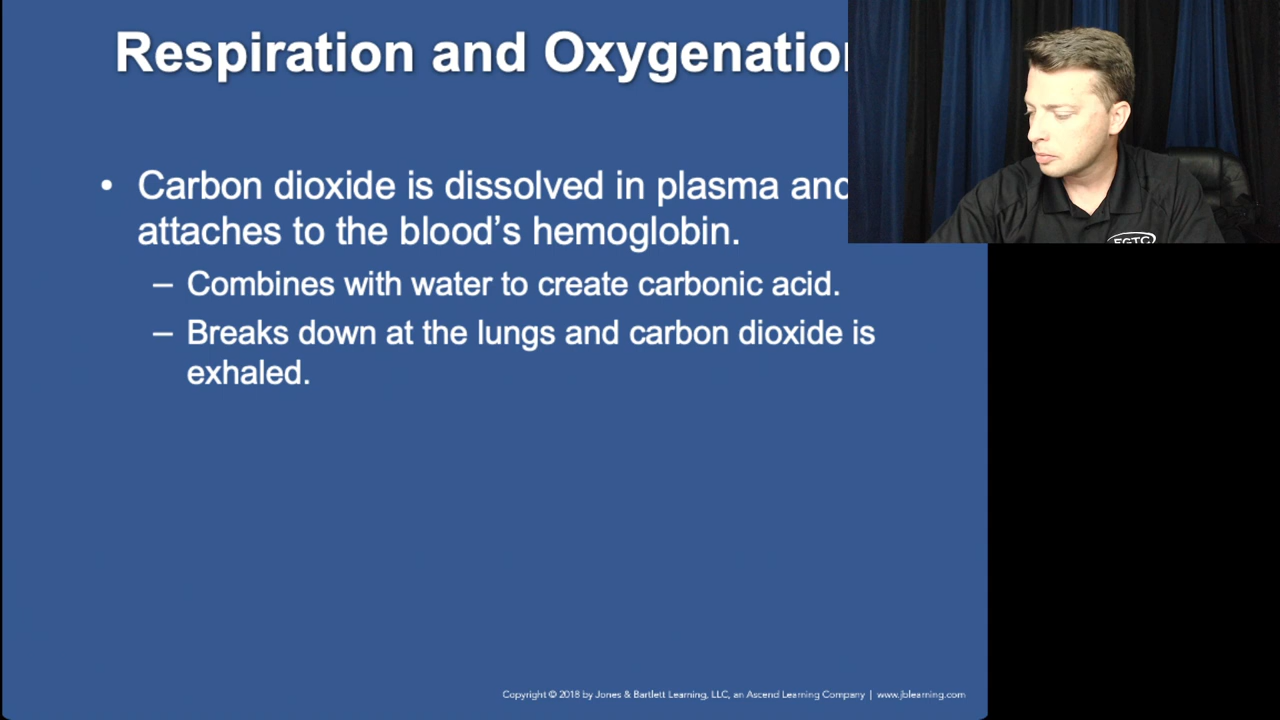 Respiration and Oxygenation
• Carbon dioxide is dissolved in plasma and
attaches to the blood’s hemoglobin.
– Combines with water to create carbonic acid.
– Breaks down at the lungs and carbon dioxide is
exhaled.
FGTC
Copyright © 2018 by Jones & Bartlett Learning, LLC, an Ascend Learning Company | www.jblearning.com